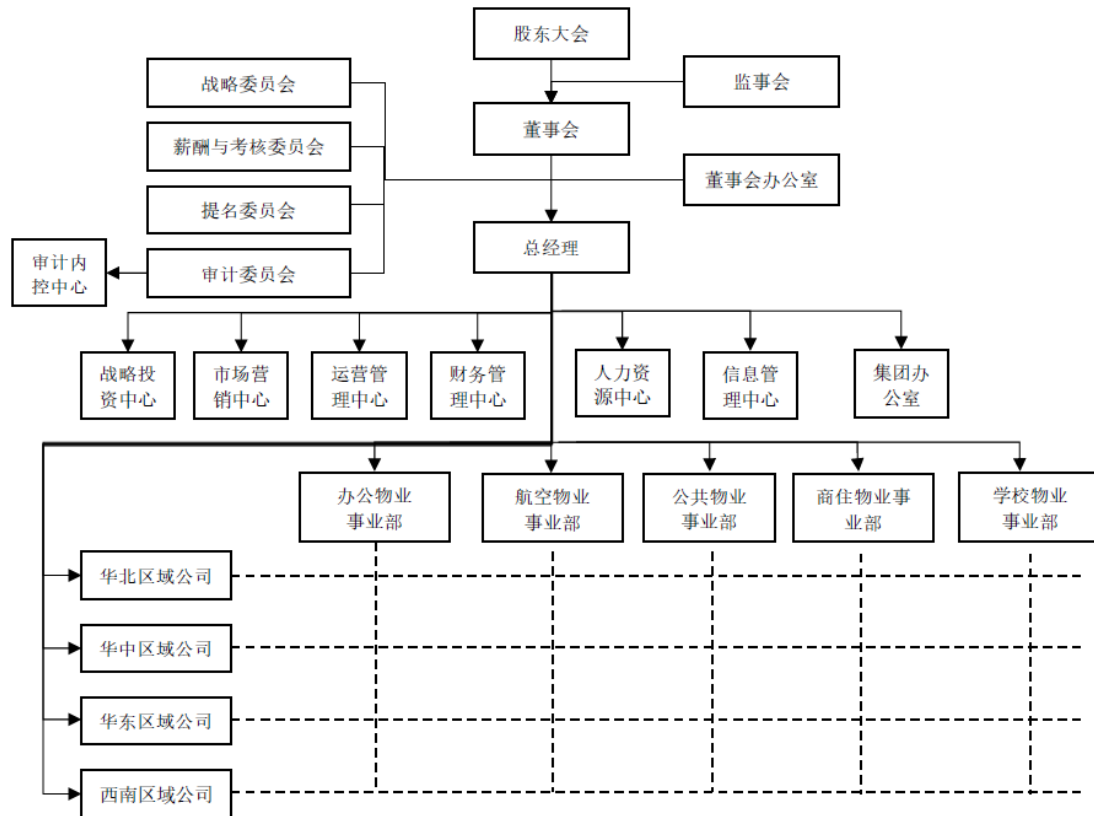 股东大会
战略委员会
监事会
董事会
薪酬与考核委员会
董事会办公室
提名委员会
总经理
审计内
控中心
审计委员会
战略投
资中心
市场营
销中心
运营管
理中心
财务管
理中心
人力资
源中心
信息管
理中心
集团办
公室
办公物业
事业部
航空物业
事业部
公共物业
事业部
商住物业事
业部
学校物业
事业部
华北区域公司
华中区域公司
华东区域公司
西南区域公司